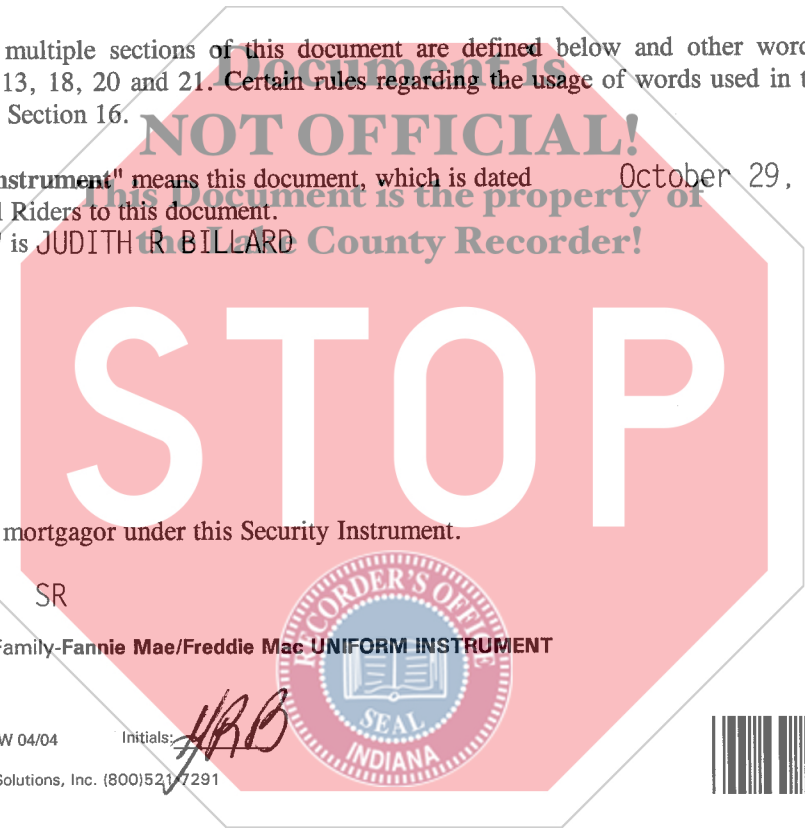 multiple sections of this document are defined below and other word
Document is
13, 18, 20 and 21. Certain rules regarding the usage of words used in t
Section 16.
NOT OFFICIAL!
nstrument" means this document, which is dated October 29,
This Document is the property of
l Riders to this document.
" is JUDITH R BILLARD
the Lake County Recorder!
STOP
mortgagor under this Security Instrument.
RECORDER'S OFFICE
SR
Family-Fannie Mae/Freddie Mac UNIFORM INSTRUMENT
SEAL
INDIANA
W 04/04 Initials: JRB
Solutions, Inc. (800)521-7291